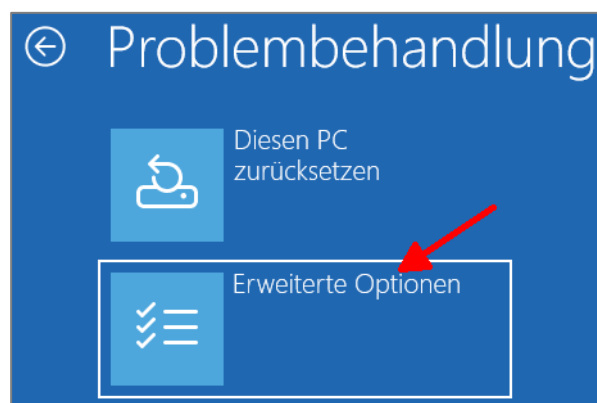 Problembehandlung
Diesen PC
zurücksetzen
Erweiterte Optionen